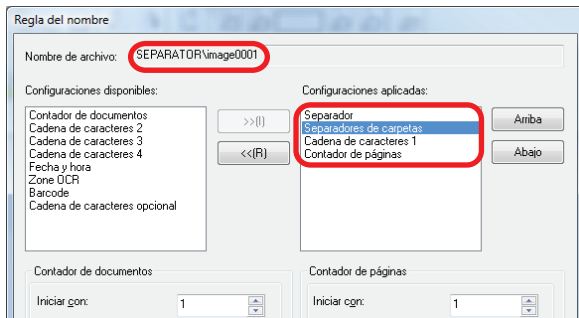 Regla del nombre
Nombre de archivo: SEPARATOR\image0001
Configuraciones disponibles:
Contador de documentos
Cadena de caracteres 2
Cadena de caracteres 3
Cadena de caracteres 4
Fecha y hora
Zone OCR
Barcode
Cadena de caracteres opcional
>>(I)
<<(R)
Configuraciones aplicadas:
Separador
Separadores de carpetas
Cadena de caracteres 1
Contador de páginas
Arriba
Abajo
Contador de documentos
Iniciar con: 1
Contador de páginas
Iniciar con: 1